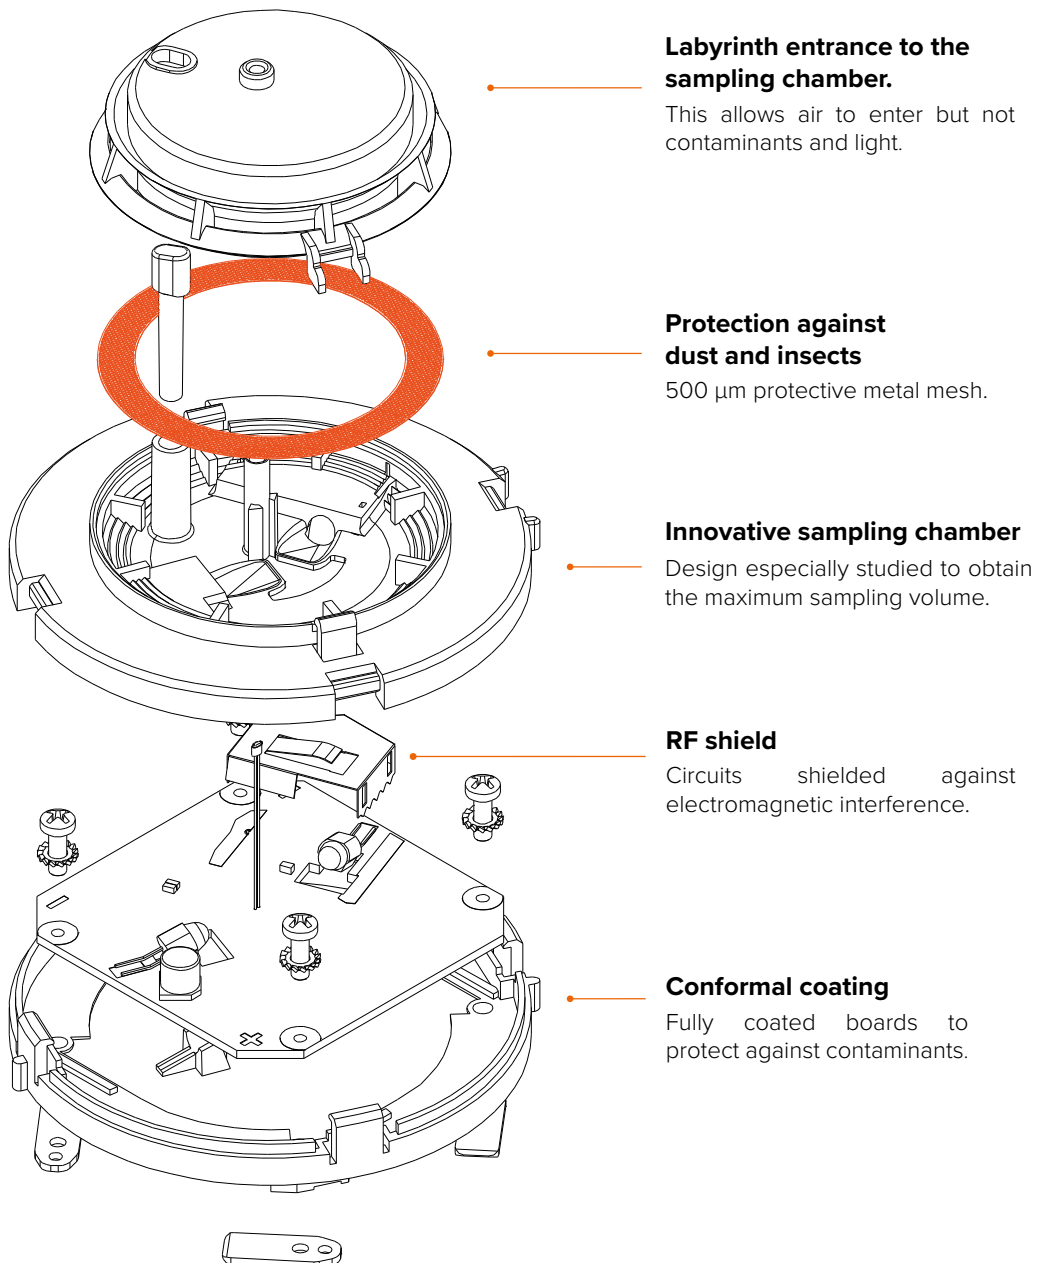 Labyrinth entrance to the
sampling chamber.
This allows air to enter but not
contaminants and light.
Protection against
dust and insects
500 µm protective metal mesh.
Innovative sampling chamber
Design especially studied to obtain
the maximum sampling volume.
RF shield
Circuits shielded against
electromagnetic interference.
Conformal coating
Fully coated boards to
protect against contaminants.